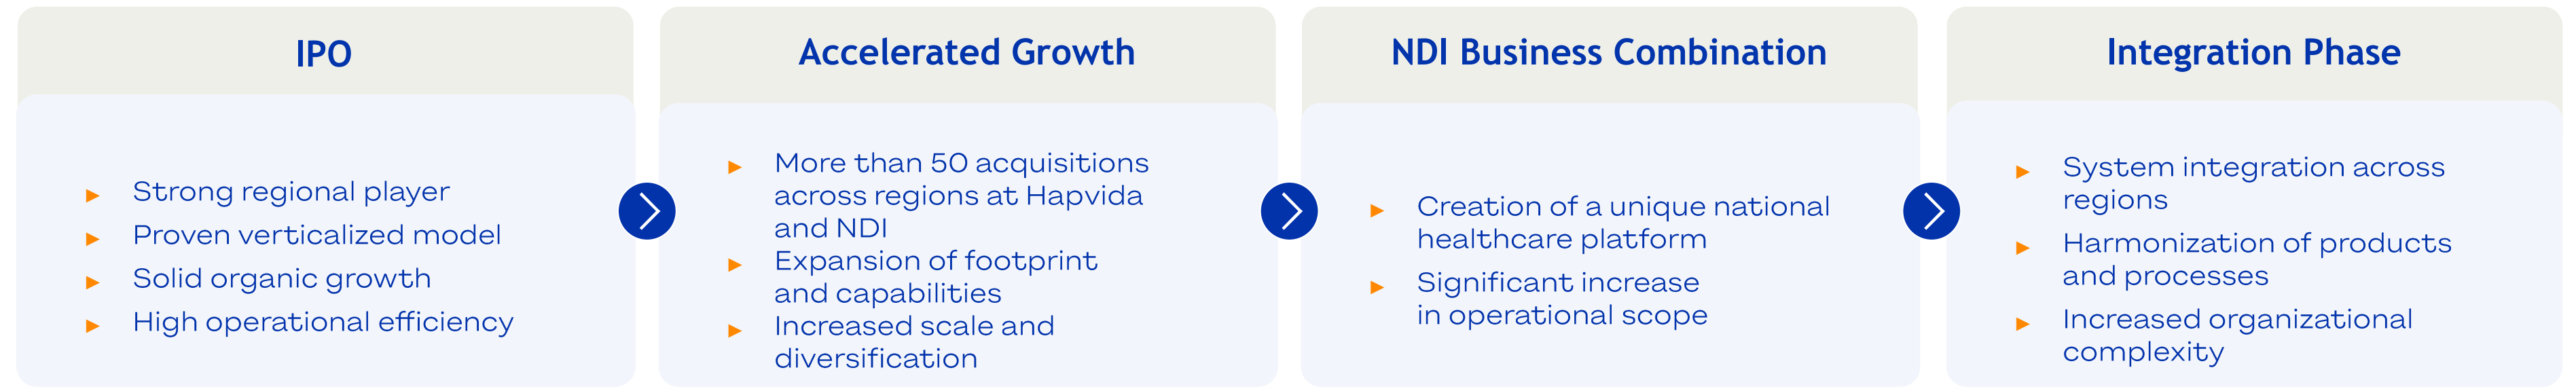 IPO
Strong regional player
Proven verticalized model
Solid organic growth
High operational efficiency
Accelerated Growth
More than 50 acquisitions
across regions at Hapvida
and NDI
Expansion of footprint
and capabilities
Increased scale and
diversification
NDI Business Combination
Creation of a unique national
healthcare platform
Significant increase
in operational scope
Integration Phase
System integration across
regions
Harmonization of products
and processes
Increased organizational
complexity